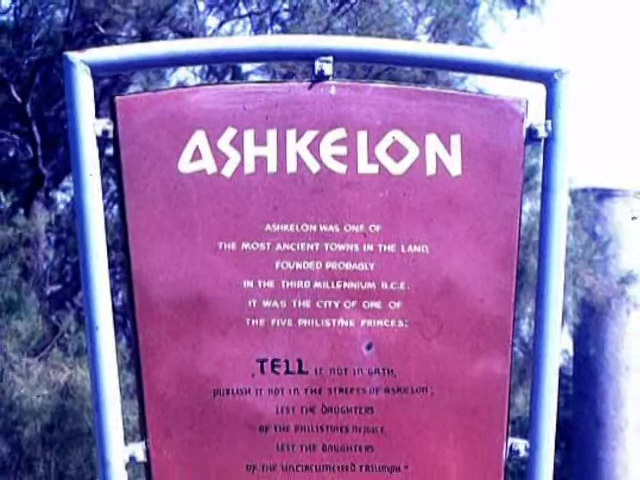 ASHKELON
ASHKELON WAS ONE OF
THE MOST ANCIENT TOWNS IN THE LAND,
FOUNDED PROBABLY
IN THE THIRD MILLENNIUM B.C.E.
IT WAS THE CITY OF ONE OF
THE FIVE PHILISTINE PRINCES:
"TELL IT NOT IN GATH,
PUBLISH IT NOT IN THE STREETS OF ASHKELON;
LEST THE DAUGHTERS
OF THE PHILISTINES REJOICE,
LEST THE DAUGHTERS
OF THE UNCIRCUMCISED TRIUMPH."